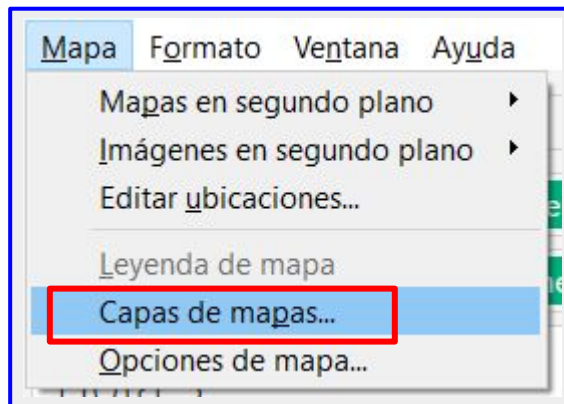 Mapa Formato Ventana Ayuda
Mapas en segundo plano
Imágenes en segundo plano
Editar ubicaciones...
Leyenda de mapa
Capas de mapas...
Opciones de mapa...